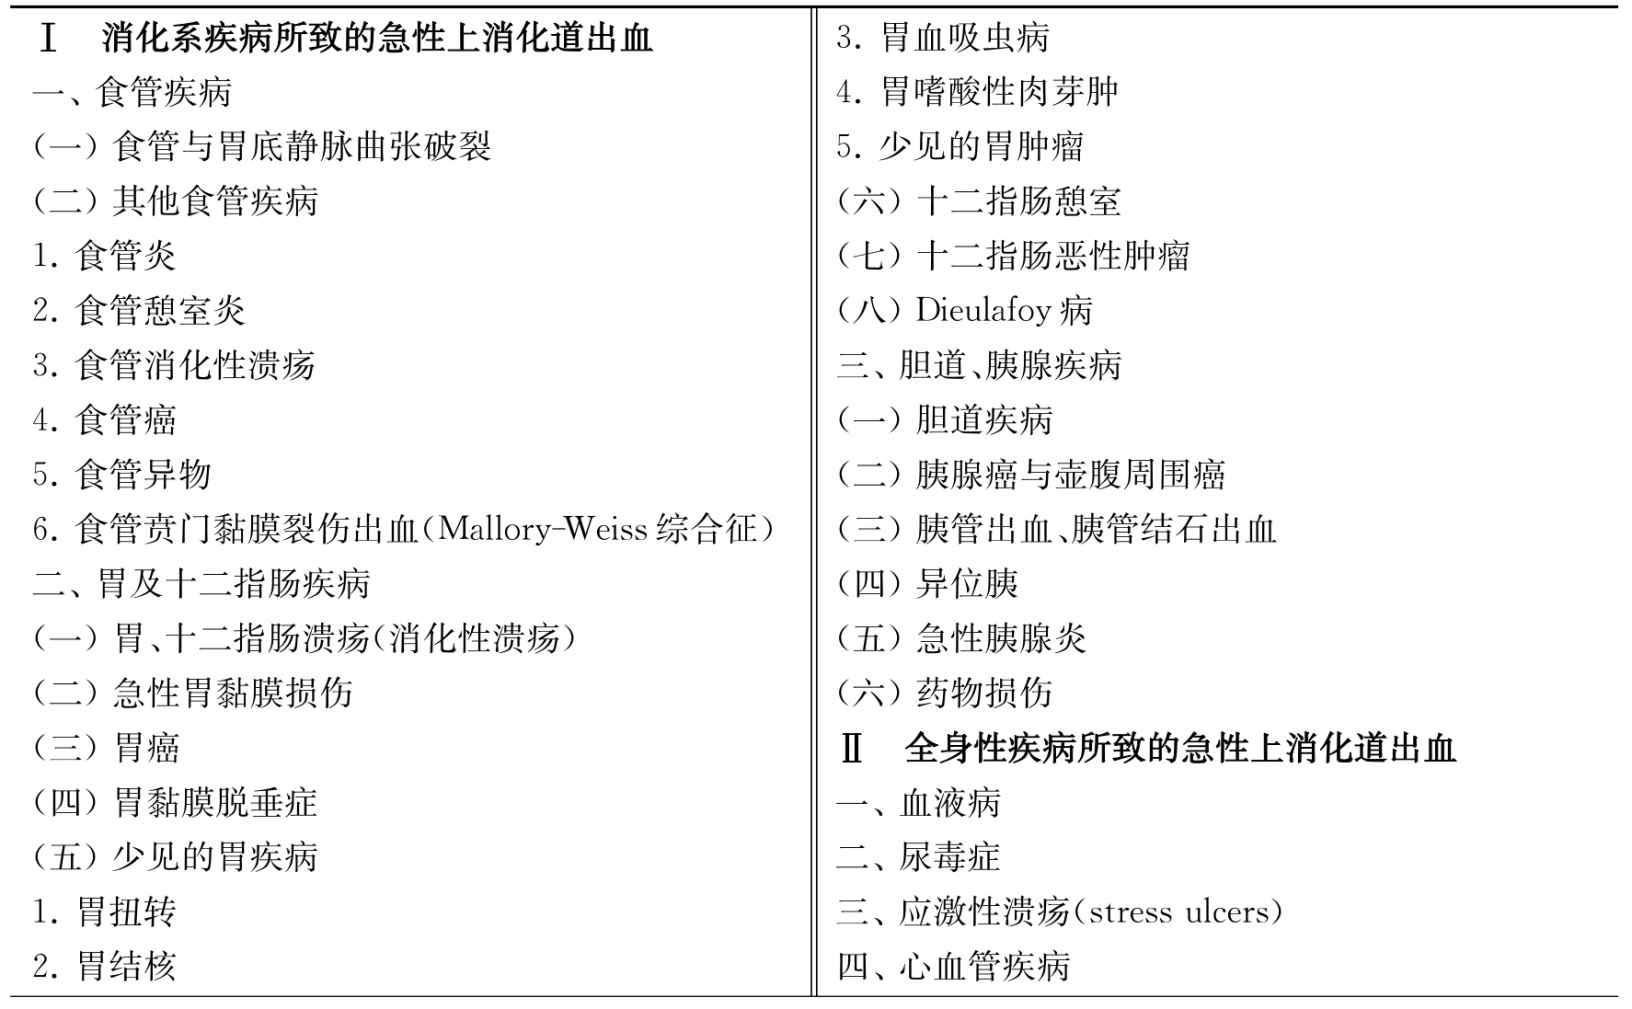 Ⅰ 消化系疾病所致的急性上消化道出血
一、食管疾病
(一) 食管与胃底静脉曲张破裂
(二) 其他食管疾病
1. 食管炎
2. 食管憩室炎
3. 食管消化性溃疡
4. 食管癌
5. 食管异物
6. 食管贲门黏膜裂伤出血(Mallory-Weiss 综合征)
二、胃及十二指肠疾病
(一) 胃、十二指肠溃疡(消化性溃疡)
(二) 急性胃黏膜损伤
(三) 胃癌
(四) 胃黏膜脱垂症
(五) 少见的胃疾病
1. 胃扭转
2. 胃结核
3. 胃血吸虫病
4. 胃嗜酸性肉芽肿
5. 少见的胃肿瘤
(六) 十二指肠憩室
(七) 十二指肠恶性肿瘤
(八) Dieulafoy 病
三、胆道、胰腺疾病
(一) 胆道疾病
(二) 胰腺癌与壶腹周围癌
(三) 胰管出血、胰管结石出血
(四) 异位胰
(五) 急性胰腺炎
(六) 药物损伤
Ⅱ 全身性疾病所致的急性上消化道出血
一、血液病
二、尿毒症
三、应激性溃疡(stress ulcers)
四、心血管疾病